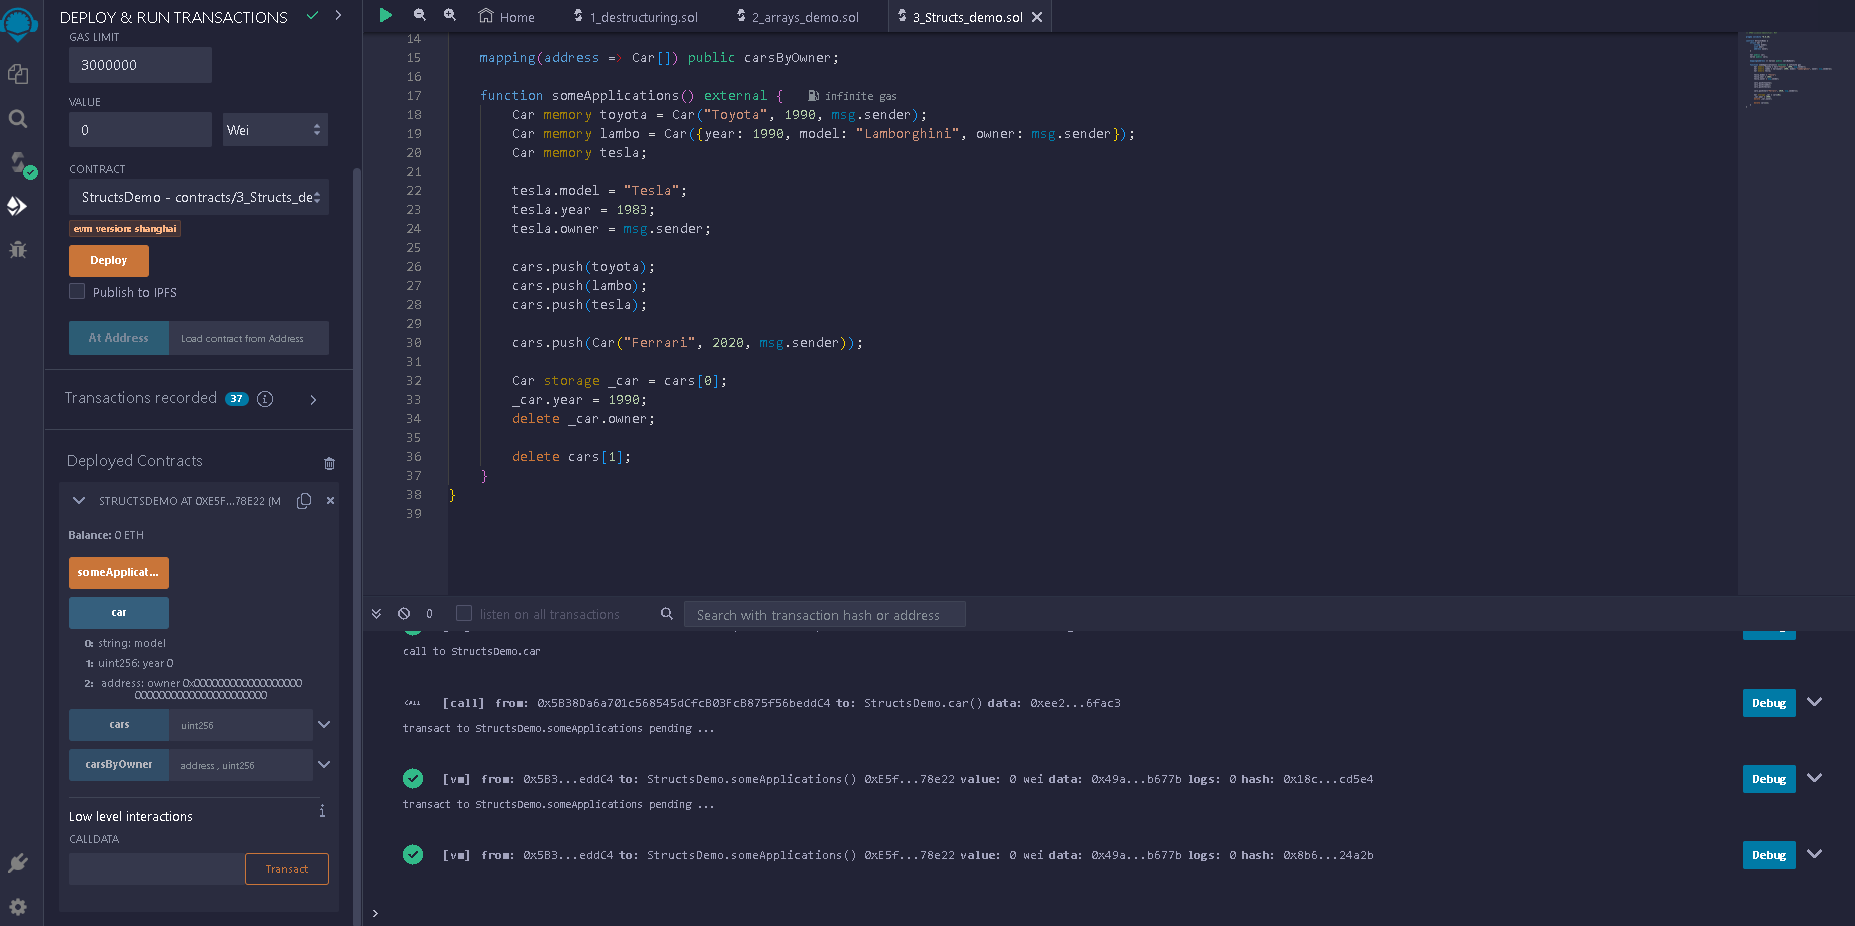 DEPLOY & RUN TRANSACTIONS
GAS LIMIT
3000000
VALUE
0
Wei
CONTRACT
StructsDemo - contracts/3_Structs_de
evm version: shanghai
Deploy
Publish to IPFS
At Address
Load contract from Address
Transactions recorded 37
Deployed Contracts
STRUCTSDEMO AT 0XE5F...78E22 (M
Balance: 0 ETH
someApplicat...
car
0: string: model
1: uint256: year 0
2: address: owner 0x00000000000000000000
cars
uint256
carsByOwner
address , uint256
Low level interactions
i
CALLDATA
Transact
Home
1_destructuring.sol
2_arrays_demo.sol
3_Structs_demo.sol
14
15 mapping(address => Car[]) public carsByOwner;
16
17 function someApplications() external { infinite gas
18 Car memory toyota = Car("Toyota", 1990, msg.sender);
19 Car memory lambo = Car({year: 1990, model: "Lamborghini", owner: msg.sender});
20 Car memory tesla;
21
22 tesla.model = "Tesla";
23 tesla.year = 1983;
24 tesla.owner = msg.sender;
25
26 cars.push(toyota);
27 cars.push(lambo);
28 cars.push(tesla);
29
30 cars.push(Car("Ferrari", 2020, msg.sender));
31
32 Car storage _car = cars[0];
33 _car.year = 1990;
34 delete _car.owner;
35
36 delete cars[1];
37 }
38 }
39
0
listen on all transactions
Search with transaction hash or address
call to StructsDemo.car
CALL [call] from: 0x5B38Da6a701c568545dCfcB03FcB875f56beddC4 to: StructsDemo.car() data: 0xee2...6fac3
Debug
transact to StructsDemo.someApplications pending ...
[vm] from: 0x5B3...eddC4 to: StructsDemo.someApplications() 0xE5f...78e22 value: 0 wei data: 0x49a...b677b logs: 0 hash: 0x18c...cd5e4
Debug
transact to StructsDemo.someApplications pending ...
[vm] from: 0x5B3...eddC4 to: StructsDemo.someApplications() 0xE5f...78e22 value: 0 wei data: 0x49a...b677b logs: 0 hash: 0x8b6...24a2b
Debug
>